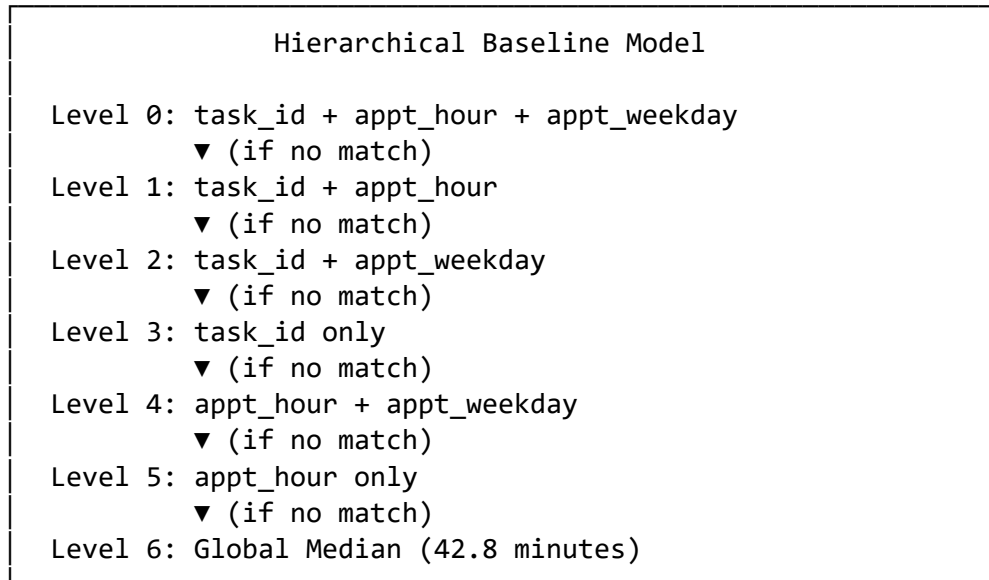 Hierarchical Baseline Model
Level 0: task_id + appt_hour + appt_weekday
▼ (if no match)
Level 1: task_id + appt_hour
▼ (if no match)
Level 2: task_id + appt_weekday
▼ (if no match)
Level 3: task_id only
▼ (if no match)
Level 4: appt_hour + appt_weekday
▼ (if no match)
Level 5: appt_hour only
▼ (if no match)
Level 6: Global Median (42.8 minutes)